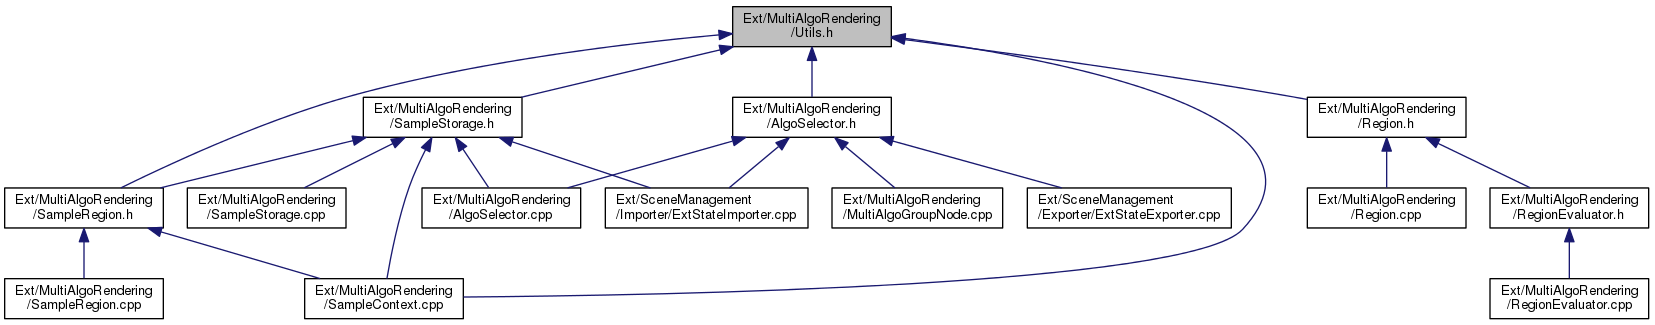 Ext/MultiAlgoRendering
/Utils.h
Ext/MultiAlgoRendering
/SampleStorage.h
Ext/MultiAlgoRendering
/AlgoSelector.h
Ext/MultiAlgoRendering
/Region.h
Ext/MultiAlgoRendering
/SampleRegion.h
Ext/MultiAlgoRendering
/SampleStorage.cpp
Ext/MultiAlgoRendering
/AlgoSelector.cpp
Ext/SceneManagement
/Importer/ExtStateImporter.cpp
Ext/MultiAlgoRendering
/MultiAlgoGroupNode.cpp
Ext/SceneManagement
/Exporter/ExtStateExporter.cpp
Ext/MultiAlgoRendering
/Region.cpp
Ext/MultiAlgoRendering
/RegionEvaluator.h
Ext/MultiAlgoRendering
/SampleRegion.cpp
Ext/MultiAlgoRendering
/SampleContext.cpp
Ext/MultiAlgoRendering
/RegionEvaluator.cpp